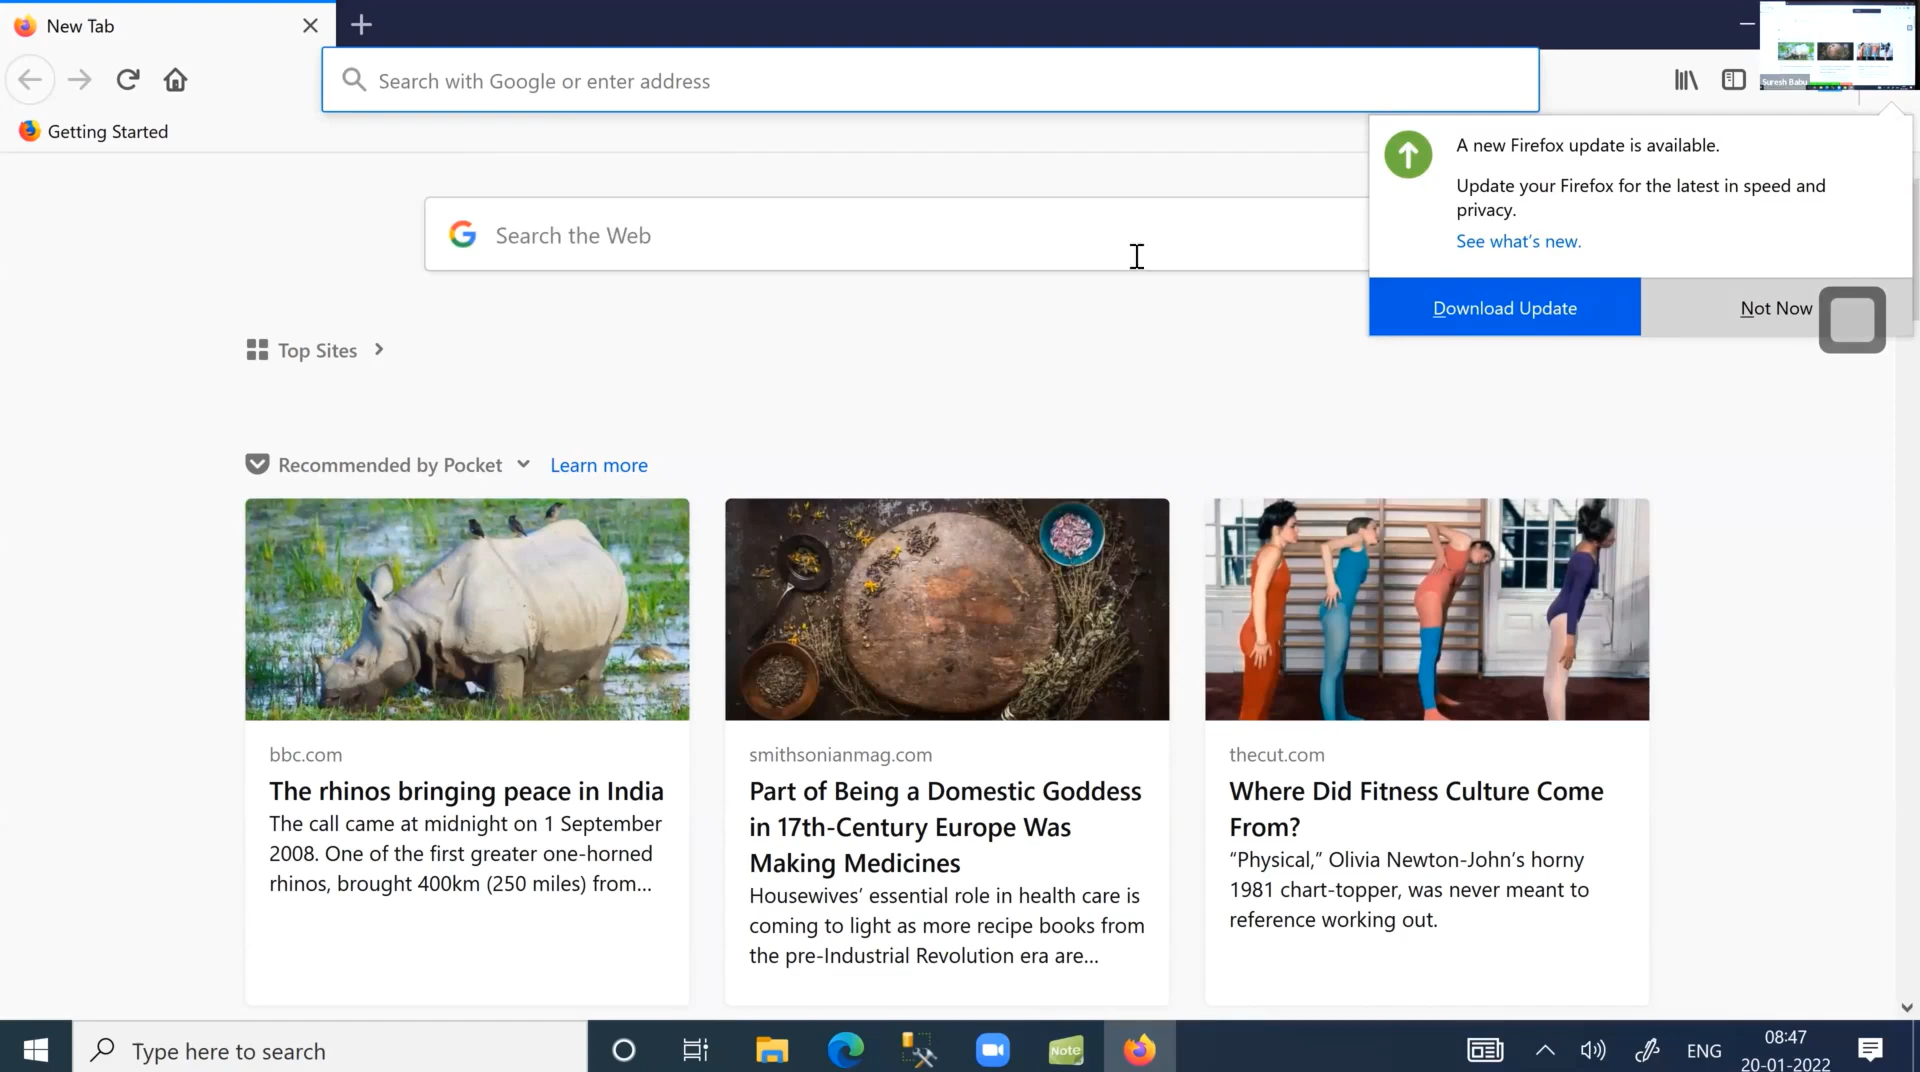 New Tab
Search with Google or enter address
Suresh Babu
Getting Started
A new Firefox update is available.
Update your Firefox for the latest in speed and
privacy.
See what's new.
Download Update
Not Now
Search the Web
Top Sites
Recommended by Pocket
Learn more
bbc.com
The rhinos bringing peace in India
The call came at midnight on 1 September
2008. One of the first greater one-horned
rhinos, brought 400km (250 miles) from...
smithsonianmag.com
Part of Being a Domestic Goddess
in 17th-Century Europe Was
Making Medicines
Housewives' essential role in health care is
coming to light as more recipe books from
the pre-Industrial Revolution era are...
thecut.com
Where Did Fitness Culture Come
From?
“Physical,” Olivia Newton-John's horny
1981 chart-topper, was never meant to
reference working out.
Type here to search
Note
ENG
08:47
20-01-2022